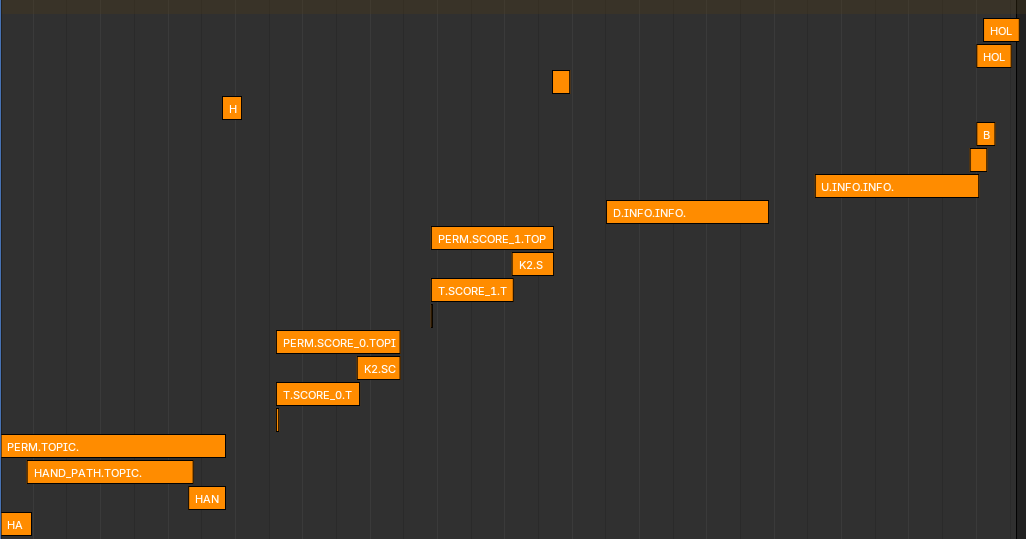 HOL
HOL
H
B
U.INFO.INFO.
D.INFO.INFO.
PERM.SCORE_1.TOP
K2.S
T.SCORE_1.T
PERM.SCORE_0.TOPI
K2.SC
T.SCORE_0.T
PERM.TOPIC.
HAND_PATH.TOPIC.
HAN
HA